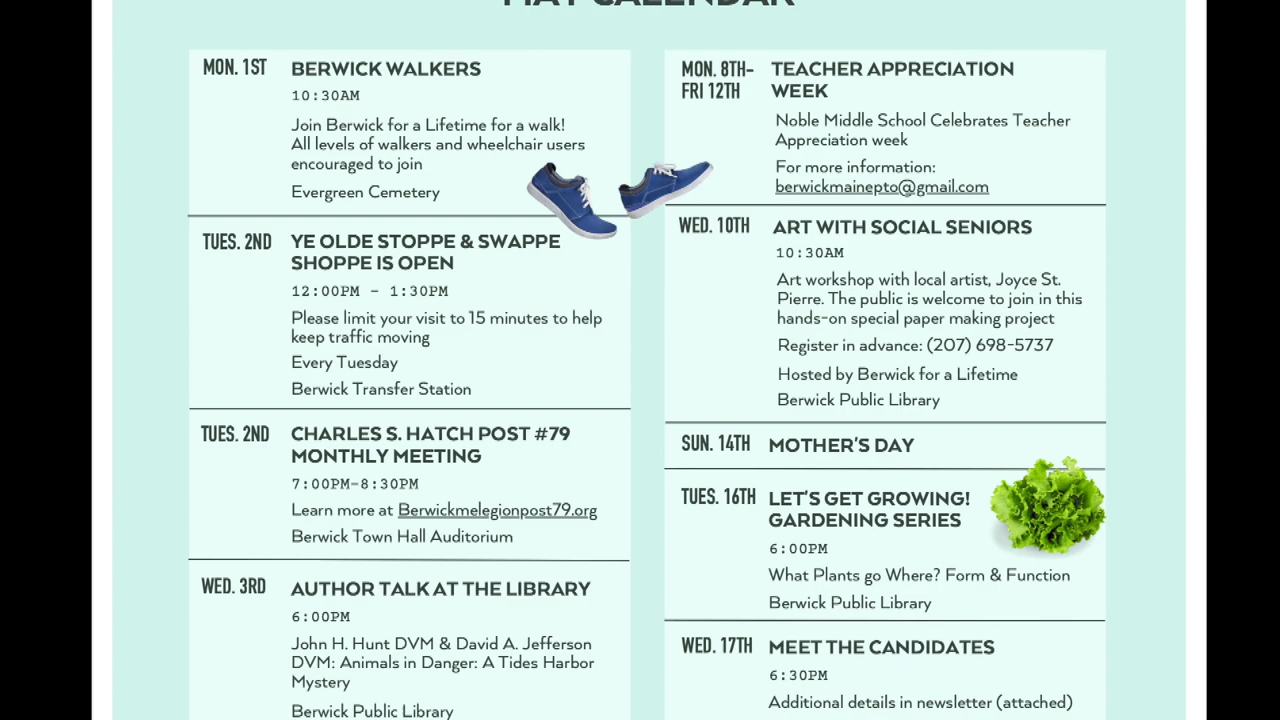 MAY CALENDAR
MON. 1ST
BERWICK WALKERS
10:30AM
Join Berwick for a Lifetime for a walk!
All levels of walkers and wheelchair users
encouraged to join
Evergreen Cemetery
TUES. 2ND
YE OLDE STOPPE & SWAPPE
SHOPPE IS OPEN
12:00PM - 1:30PM
Please limit your visit to 15 minutes to help
keep traffic moving
Every Tuesday
Berwick Transfer Station
TUES. 2ND
CHARLES S. HATCH POST #79
MONTHLY MEETING
7:00PM-8:30PM
Learn more at Berwickmelegionpost79.org
Berwick Town Hall Auditorium
WED. 3RD
AUTHOR TALK AT THE LIBRARY
6:00PM
John H. Hunt DVM & David A. Jefferson
DVM: Animals in Danger: A Tides Harbor
Mystery
Berwick Public Library
MON. 8TH-
FRI 12TH
TEACHER APPRECIATION
WEEK
Noble Middle School Celebrates Teacher
Appreciation week
For more information:
berwickmainepto@gmail.com
WED. 10TH
ART WITH SOCIAL SENIORS
10:30AM
Art workshop with local artist, Joyce St.
Pierre. The public is welcome to join in this
hands-on special paper making project
Register in advance: (207) 698-5737
Hosted by Berwick for a Lifetime
Berwick Public Library
SUN. 14TH
MOTHER'S DAY
TUES. 16TH
LET'S GET GROWING!
GARDENING SERIES
6:00PM
What Plants go Where? Form & Function
Berwick Public Library
WED. 17TH
MEET THE CANDIDATES
6:30PM
Additional details in newsletter (attached)